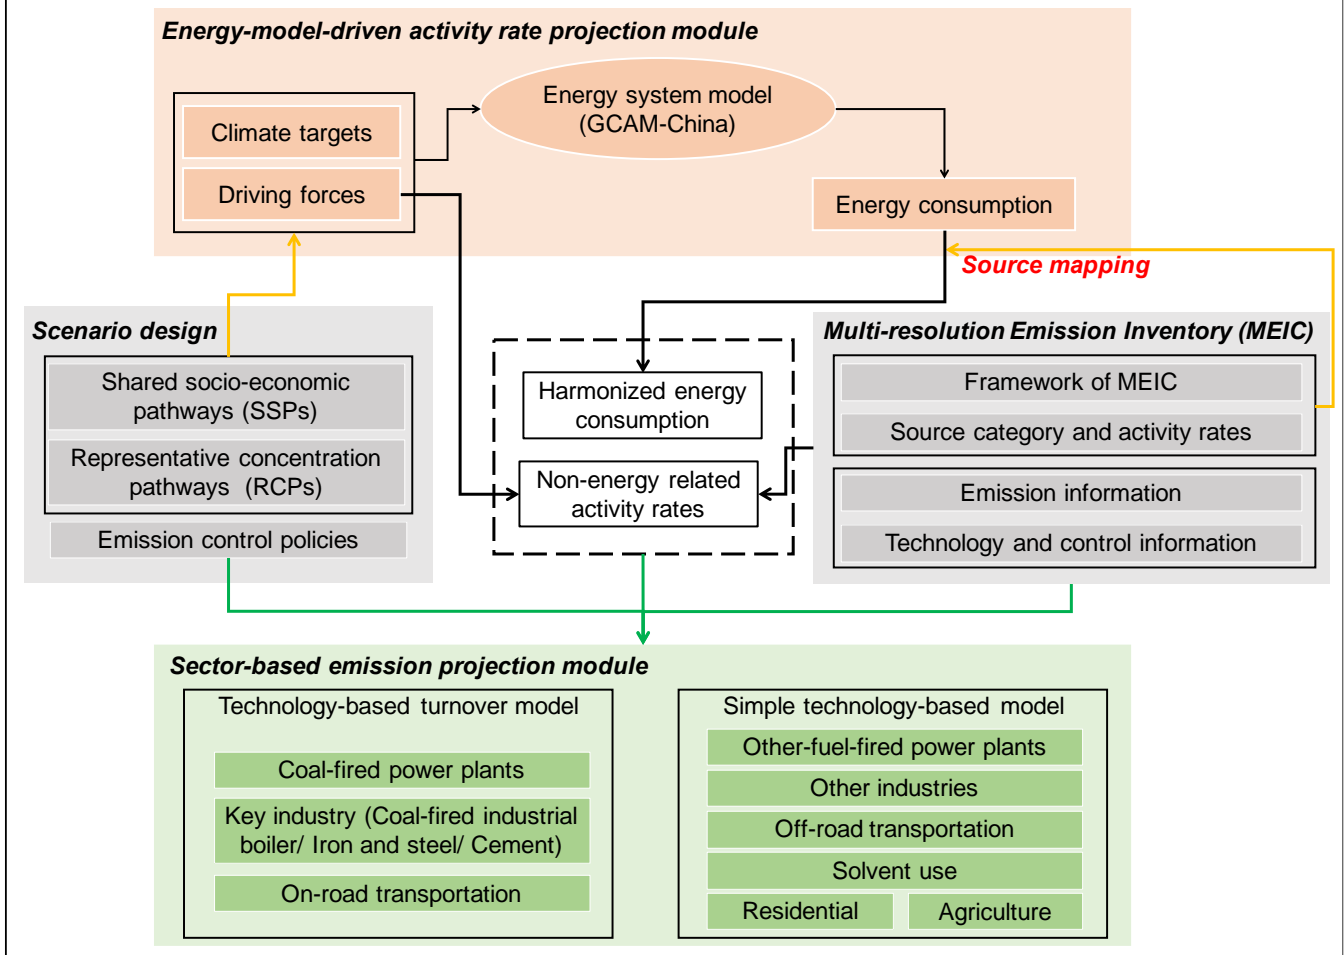 Energy-model-driven activity rate projection module
Climate targets
Driving forces
Energy system model
(GCAM-China)
Energy consumption
Source mapping
Scenario design
Shared socio-economic
pathways (SSPs)
Representative concentration
pathways (RCPs)
Emission control policies
Harmonized energy
consumption
Non-energy related
activity rates
Multi-resolution Emission Inventory (MEIC)
Framework of MEIC
Source category and activity rates
Emission information
Technology and control information
Sector-based emission projection module
Technology-based turnover model
Coal-fired power plants
Key industry (Coal-fired industrial
boiler/ Iron and steel/ Cement)
On-road transportation
Simple technology-based model
Other-fuel-fired power plants
Other industries
Off-road transportation
Solvent use
Residential
Agriculture